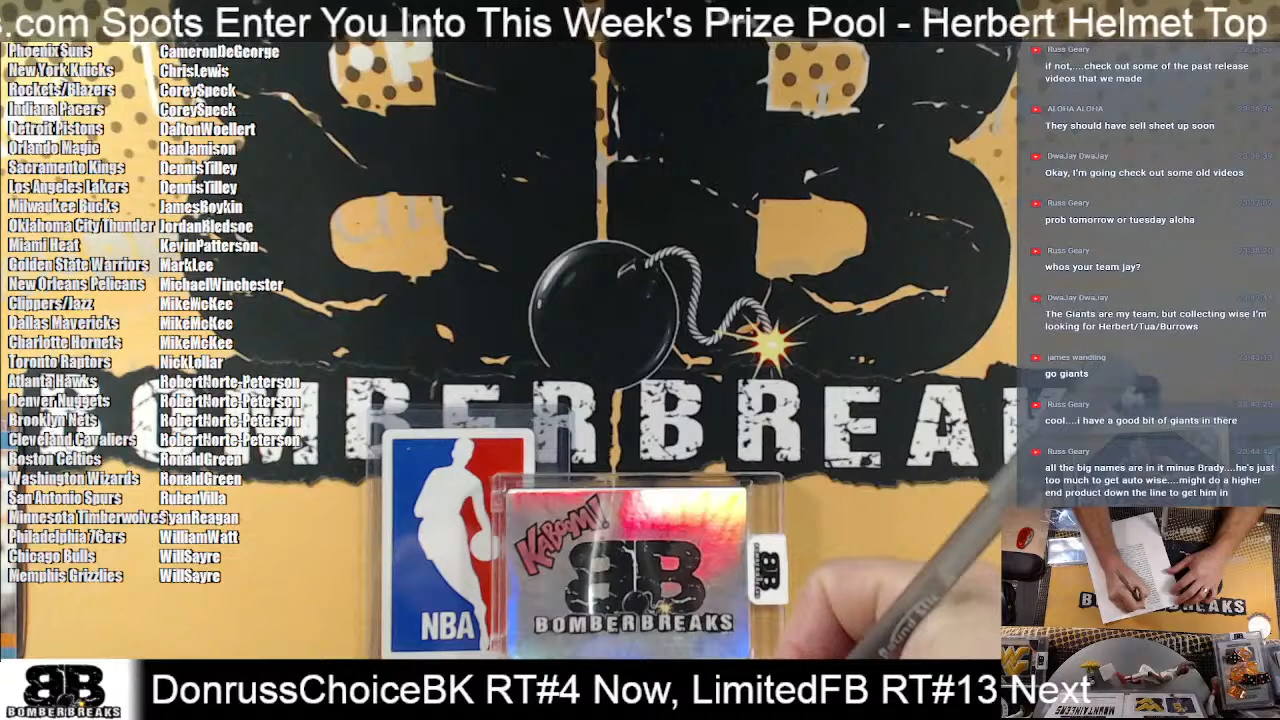 s.com Spots Enter You Into This Week's Prize Pool - Herbert Helmet Top
Phoenix Suns CameronDeGeorge
New York Knicks ChrisLewis
Rockets/Blazers CoreySpeck
Indiana Pacers CoreySpeck
Detroit Pistons DaltonWoellert
Orlando Magic DanJamison
Sacramento Kings DennisTilley
Los Angeles Lakers DennisTilley
Milwaukee Bucks JamesBoykin
Oklahoma City Thunder JordanBledsoe
Miami Heat KevinPatterson
Golden State Warriors MarkLee
New Orleans Pelicans MichaelWinchester
Clippers/Jazz MikeMcKee
Dallas Mavericks MikeMcKee
Charlotte Hornets MikeMcKee
Toronto Raptors NickLollar
Atlanta Hawks RobertNorte-Peterson
Denver Nuggets RobertNorte-Peterson
Brooklyn Nets RobertNorte-Peterson
Cleveland Cavaliers RobertNorte-Peterson
Boston Celtics RonaldGreen
Washington Wizards RonaldGreen
San Antonio Spurs RubenVilla
Minnesota Timberwolves RyanReagan
Philadelphia 76ers WilliamWatt
Chicago Bulls WillSayre
Memphis Grizzlies WillSayre
BB
BOMBERBREA
NBA
KABOOM!
BB
BOMBERBREAKS
BB
Russ Geary
if not,....check out some of the past release
videos that we made
ALOHA ALOHA
They should have sell sheet up soon
DwaJay DwaJay
Okay, I'm going check out some old videos
Russ Geary
prob tomorrow or tuesday aloha
Russ Geary
whos your team jay?
DwaJay DwaJay
The Giants are my team, but collecting wise I'm
looking for Herbert/Tua/Burrows
james wandling
go giants
Russ Geary
cool....i have a good bit of giants in there
Russ Geary
all the big names are in it minus Brady....he's just
too much to get auto wise....might do a higher
end product down the line to get him in
MOUNTAINEERS
BB
BOMBERBREAKS
DonrussChoiceBK RT#4 Now, LimitedFB RT#13 Next